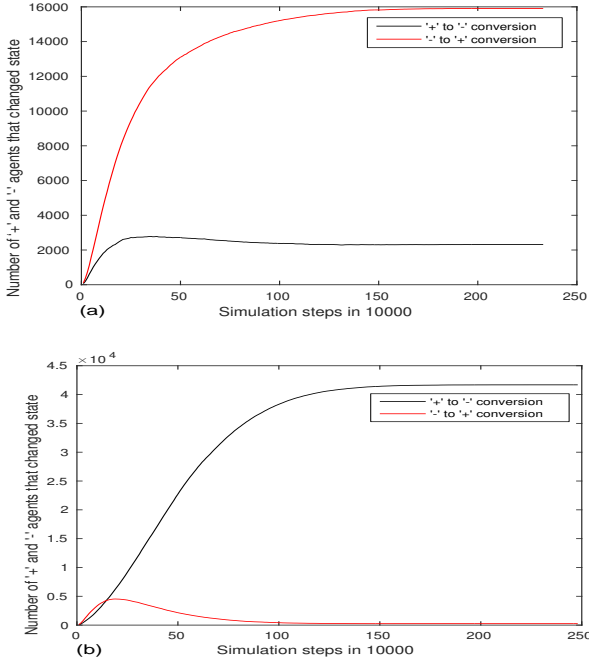 16000
14000
12000
10000
8000
6000
4000
2000
0
Number of '+' and '-' agents that changed state
'+' to '-' conversion
'-' to '+' conversion
0 50 100 150 200 250
(a) Simulation steps in 10000
× 10^4
4.5
4
3.5
3
2.5
2
1.5
1
0.5
0
Number of '+' and '-' agents that changed state
'+' to '-' conversion
'-' to '+' conversion
0 50 100 150 200 250
(b) Simulation steps in 10000